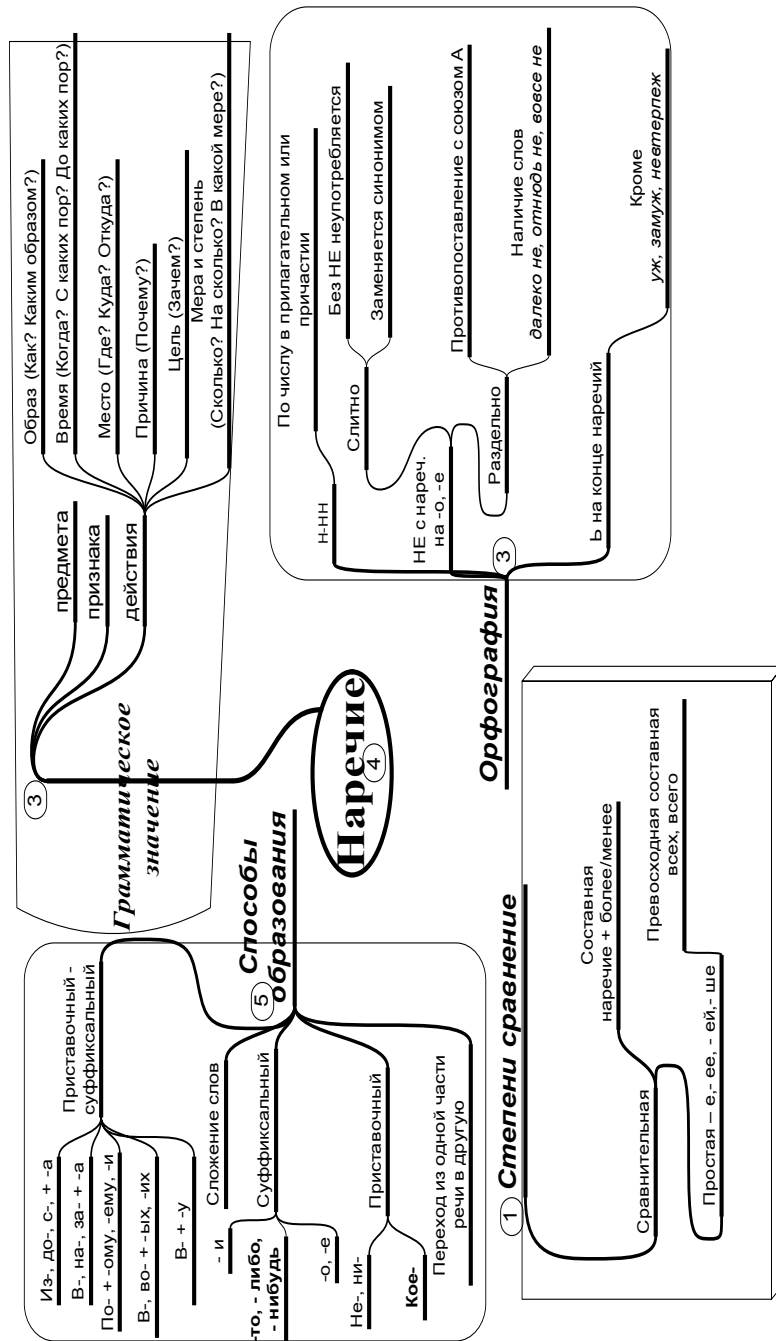 Наречие
4
Грамматическое
значение
3
предмета
признака
действия
Образ (Как? Каким образом?)
Время (Когда? С каких пор? До каких пор?)
Место (Где? Куда? Откуда?)
Причина (Почему?)
Цель (Зачем?)
Мера и степень
(Сколько? На сколько? В какой мере?)
Орфография
3
н-нн
По числу в прилагательном или
причастии
НЕ с нареч.
на -о, -е
Слитно
Без НЕ неупотребляется
Заменяется синонимом
Раздельно
Противопоставление с союзом А
Наличие слов
далеко не, отнюдь не, вовсе не
Ь на конце наречий
Кроме
уж, замуж, невтерпеж
Способы
образования
5
Приставочный -
суффиксальный
Из-, до-, с-, + -а
В-, на-, за- + -а
По- + -ому, -ему, -и
В-, во- + -ых, -их
В- + -у
Сложение слов
Суффиксальный
- и
-то, - либо,
- нибудь
-о, -е
Приставочный
Не-, ни-
Кое-
Переход из одной части
речи в другую
1
Степени сравнение
Сравнительная
Составная
наречие + более/менее
Простая – е,- ее, - ей,- ше
Превосходная составная
всех, всего